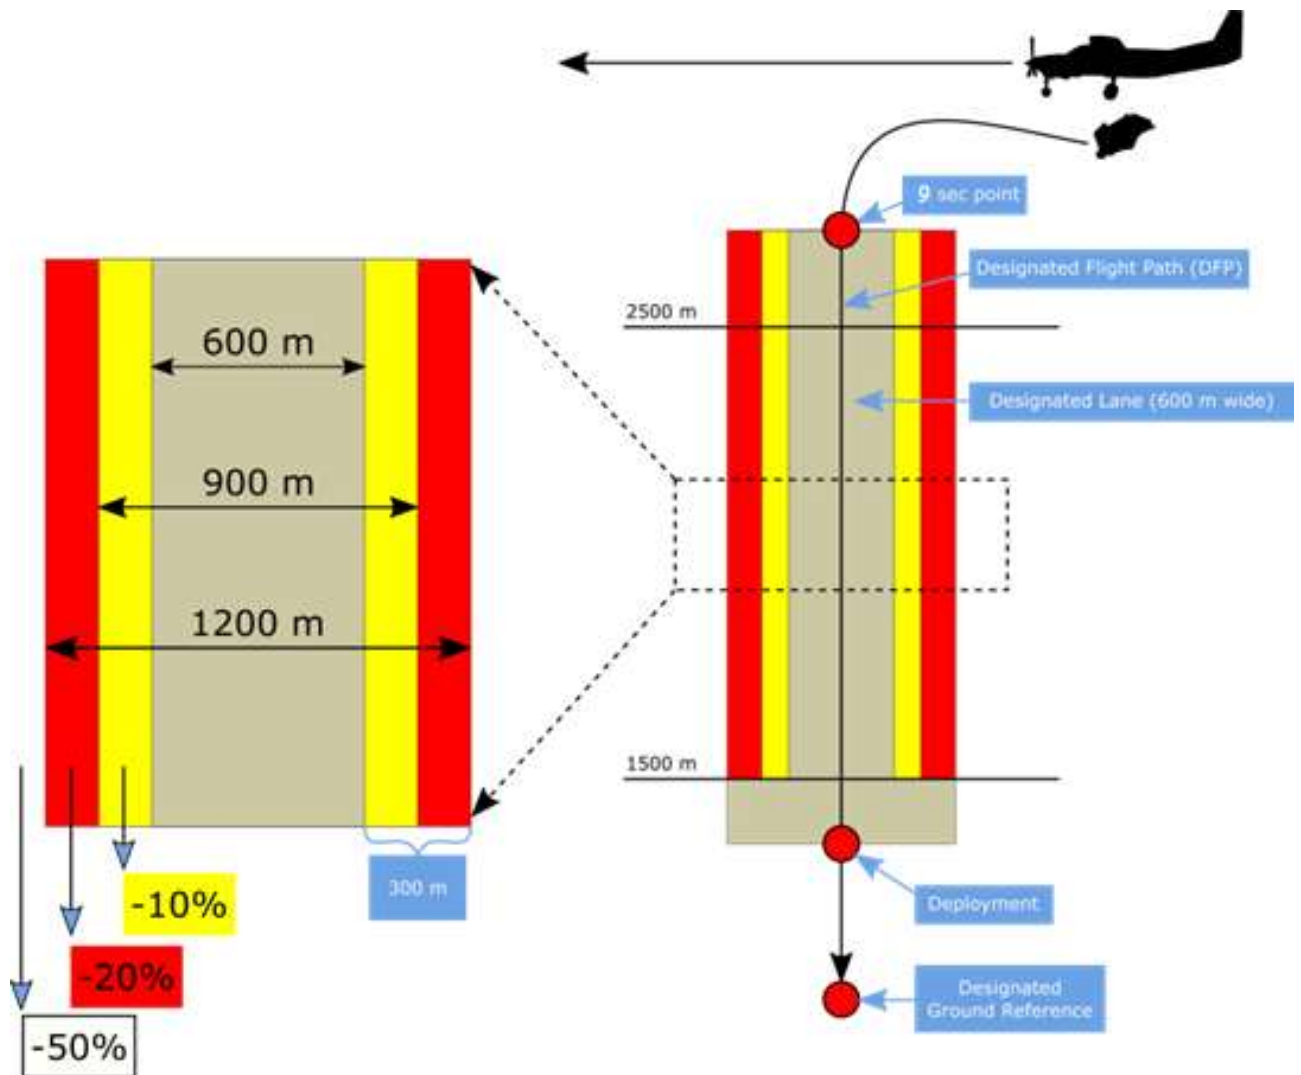 9 sec point
Designated Flight Path (DFP)
2500 m
600 m
Designated Lane (600 m wide)
900 m
1200 m
1500 m
300 m
-10%
Deployment
-20%
Designated
Ground Reference
-50%